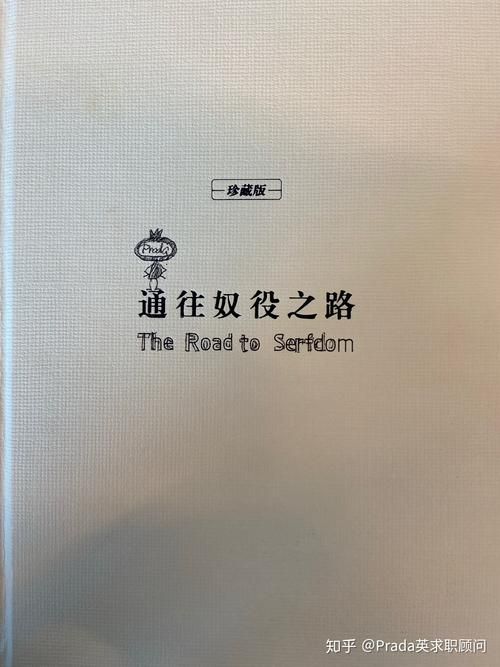 珍藏版
Prada
通往奴役之路
The Road to Serfdom
知乎 @Prada英求职顾问